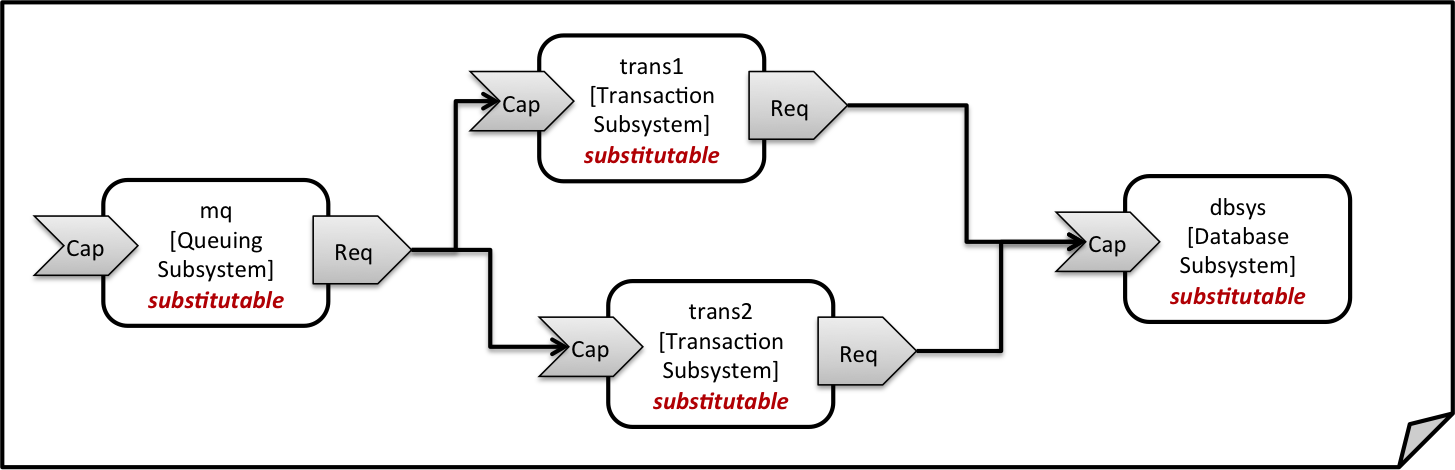 Cap
mq
[Queuing
Subsystem]
substitutable
Req
Cap
trans1
[Transaction
Subsystem]
substitutable
Req
Cap
trans2
[Transaction
Subsystem]
substitutable
Req
Cap
dbsys
[Database
Subsystem]
substitutable